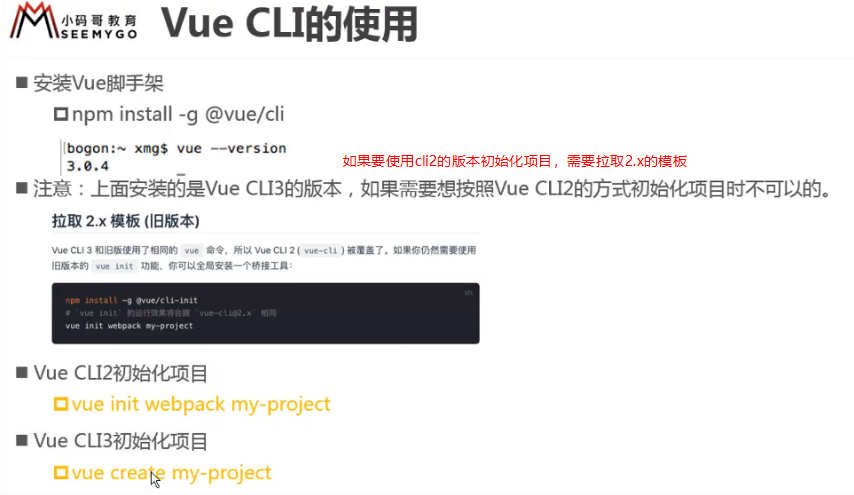 小码哥教育
SEEMYGO
Vue CLI的使用
安装Vue脚手架
npm install -g @vue/cli
bogon:~ xmg$ vue --version
3.0.4
如果要使用cli2的版本初始化项目，需要拉取2.x的模板
注意：上面安装的是Vue CLI3的版本，如果需要想按照Vue CLI2的方式初始化项目时不可以的。
拉取 2.x 模板 (旧版本)
Vue CLI 3 和旧版使用了相同的 vue 命令，所以 Vue CLI 2 ( vue-cli ) 被覆盖了。如果你仍然需要使用
旧版本的 vue init 功能，你可以全局安装一个桥接工具：
sh
npm install -g @vue/cli-init
# `vue init` 的运行效果将会跟 `vue-cli@2.x` 相同
vue init webpack my-project
Vue CLI2初始化项目
vue init webpack my-project
Vue CLI3初始化项目
vue create my-project